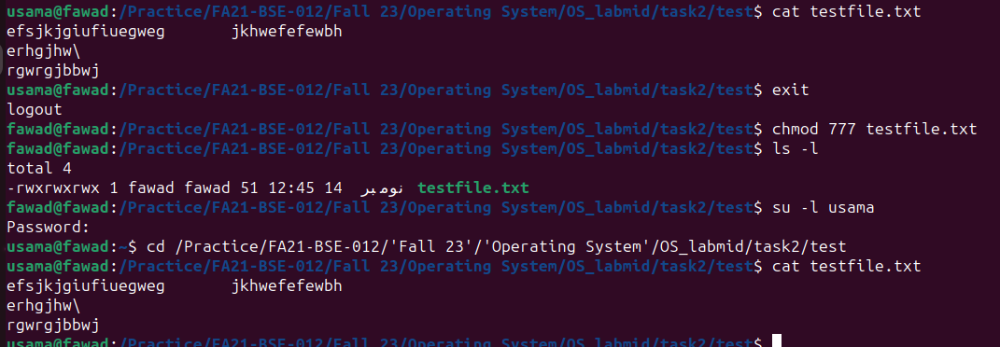 usama@fawad:/Practice/FA21-BSE-012/Fall 23/Operating System/OS_labmid/task2/test$ cat testfile.txt
efsjkjgiufiuegweg       jkhwefefewbh
erhgjhw\
rgwrgjbbwj
usama@fawad:/Practice/FA21-BSE-012/Fall 23/Operating System/OS_labmid/task2/test$ exit
logout
fawad@fawad:/Practice/FA21-BSE-012/Fall 23/Operating System/OS_labmid/task2/test$ chmod 777 testfile.txt
fawad@fawad:/Practice/FA21-BSE-012/Fall 23/Operating System/OS_labmid/task2/test$ ls -l
total 4
-rwxrwxrwx 1 fawad fawad 51 12:45 14 نومبر testfile.txt
fawad@fawad:/Practice/FA21-BSE-012/Fall 23/Operating System/OS_labmid/task2/test$ su -l usama
Password:
usama@fawad:~$ cd /Practice/FA21-BSE-012/'Fall 23'/'Operating System'/OS_labmid/task2/test
usama@fawad:/Practice/FA21-BSE-012/Fall 23/Operating System/OS_labmid/task2/test$ cat testfile.txt
efsjkjgiufiuegweg       jkhwefefewbh
erhgjhw\
rgwrgjbbwj
usama@fawad:/Practice/FA21-BSE-012/Fall 23/Operating System/OS_labmid/task2/test$